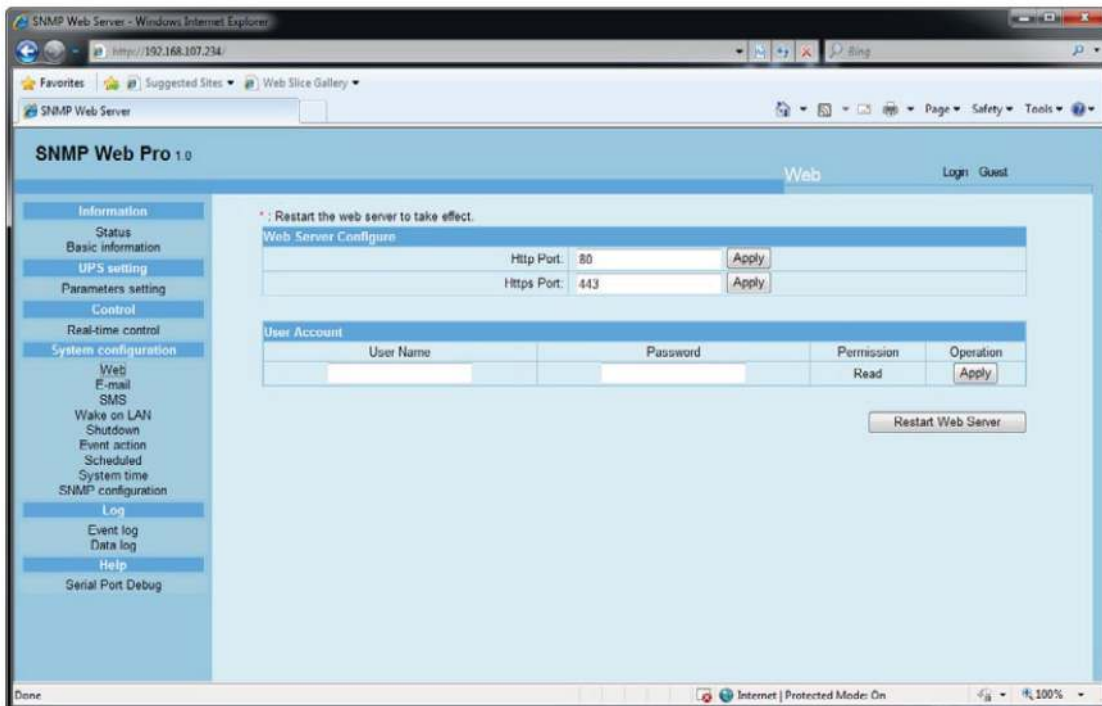 SNMP Web Server - Windows Internet Explorer
http://192.168.107.234/
Bing
Favorites Suggested Sites Web Slice Gallery
SNMP Web Server
Page Safety Tools
SNMP Web Pro 1.0
Web
Login Guest
Information
Status
Basic information
UPS setting
Parameters setting
Control
Real-time control
System configuration
Web
E-mail
SMS
Wake on LAN
Shutdown
Event action
Scheduled
System time
SNMP configuration
Log
Event log
Data log
Help
Serial Port Debug
* : Restart the web server to take effect.
Web Server Configure
Http Port: 80 Apply
Https Port: 443 Apply
User Account
User Name Password Permission Operation
Read Apply
Restart Web Server
Done
Internet | Protected Mode: On
100%